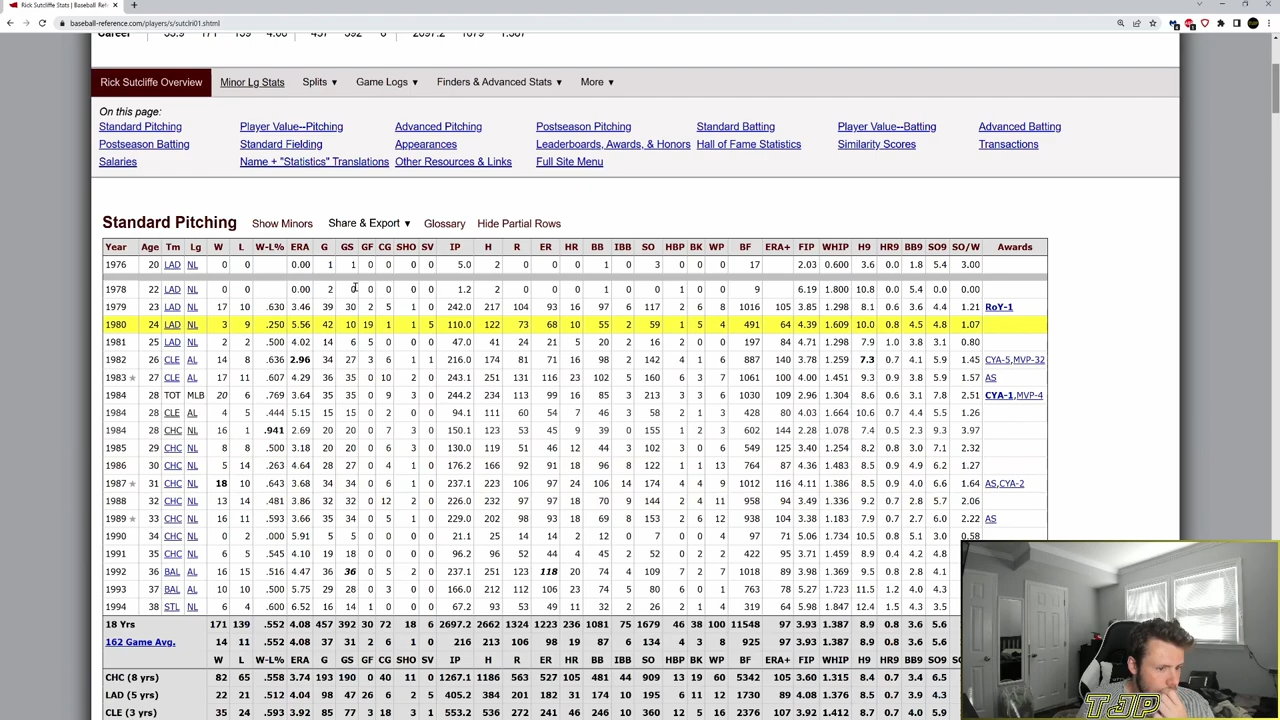 Rick Sutcliffe Stats | Baseball-Ref
baseball-reference.com/players/s/sutclri01.shtml
Career 53.9 171 139 4.08 457 392 6 2697.2 1679 1.387
Rick Sutcliffe Overview Minor Lg Stats Splits ▼ Game Logs ▼ Finders & Advanced Stats ▼ More ▼
On this page:
Standard Pitching Player Value--Pitching Advanced Pitching Postseason Pitching Standard Batting Player Value--Batting Advanced Batting
Postseason Batting Standard Fielding Appearances Leaderboards, Awards, & Honors Hall of Fame Statistics Similarity Scores Transactions
Salaries Name + "Statistics" Translations Other Resources & Links Full Site Menu
Standard Pitching Show Minors Share & Export ▼ Glossary Hide Partial Rows
Year Age Tm Lg W L W-L% ERA G GS GF CG SHO SV IP H R ER HR BB IBB SO HBP BK WP BF ERA+ FIP WHIP H9 HR9 BB9 SO9 SO/W Awards
1976 20 LAD NL 0 0 0.00 1 1 0 0 0 0 5.0 2 0 0 0 1 0 3 0 0 0 17 2.03 0.600 3.6 0.0 1.8 5.4 3.00
1978 22 LAD NL 0 0 0.00 2 0 0 0 0 0 1.2 2 0 0 0 1 0 0 1 0 0 9 6.19 1.800 10.8 0.0 5.4 0.0 0.00
1979 23 LAD NL 17 10 .630 3.46 39 30 2 5 1 0 242.0 217 104 93 16 97 6 117 2 6 8 1016 105 3.85 1.298 8.1 0.6 3.6 4.4 1.21 RoY-1
1980 24 LAD NL 3 9 .250 5.56 42 10 19 1 1 5 110.0 122 73 68 10 55 2 59 1 5 4 491 64 4.39 1.609 10.0 0.8 4.5 4.8 1.07
1981 25 LAD NL 2 2 .500 4.02 14 6 5 0 0 0 47.0 41 24 21 5 20 2 16 2 0 0 197 84 4.71 1.298 7.9 1.0 3.8 3.1 0.80
1982 26 CLE AL 14 8 .636 2.96 34 27 3 6 1 1 216.0 174 81 71 16 98 2 142 4 1 6 887 140 3.78 1.259 7.3 0.7 4.1 5.9 1.45 CYA-5,MVP-32
1983 ★ 27 CLE AL 17 11 .607 4.29 36 35 0 10 2 0 243.1 251 131 116 23 102 5 160 6 3 7 1061 100 4.00 1.451 9.3 0.9 3.8 5.9 1.57 AS
1984 28 TOT MLB 20 6 .769 3.64 35 35 0 9 3 0 244.2 234 113 99 16 85 3 213 3 3 6 1030 109 2.96 1.304 8.6 0.6 3.1 7.8 2.51 CYA-1,MVP-4
1984 28 CLE AL 4 5 .444 5.15 15 15 0 2 0 0 94.1 111 60 54 7 46 3 58 2 1 3 428 80 4.03 1.664 10.6 0.7 4.4 5.5 1.26
1984 28 CHC NL 16 1 .941 2.69 20 20 0 7 3 0 150.1 123 53 45 9 39 0 155 1 2 3 602 144 2.28 1.078 7.4 0.5 2.3 9.3 3.97
1985 29 CHC NL 8 8 .500 3.18 20 20 0 6 3 0 130.0 119 51 46 12 44 3 102 3 0 6 549 125 3.40 1.254 8.2 0.8 3.0 7.1 2.32
1986 30 CHC NL 5 14 .263 4.64 28 27 0 4 1 0 176.2 166 92 91 18 96 8 122 1 1 13 764 87 4.36 1.483 8.5 0.9 4.9 6.2 1.27
1987 ★ 31 CHC NL 18 10 .643 3.68 34 34 0 6 1 0 237.1 223 106 97 24 106 14 174 4 4 9 1012 116 4.11 1.386 8.5 0.9 4.0 6.6 1.64 AS,CYA-2
1988 32 CHC NL 13 14 .481 3.86 32 32 0 12 2 0 226.0 232 97 97 18 70 9 144 2 4 11 958 94 3.49 1.336 9.2 0.7 2.8 5.7 2.06
1989 ★ 33 CHC NL 16 11 .593 3.66 35 34 0 5 1 0 229.0 202 98 93 18 69 8 153 2 6 12 938 104 3.38 1.183 7.9 0.7 2.7 6.0 2.22 AS
1990 34 CHC NL 0 2 .000 5.91 5 5 0 0 0 0 21.1 25 14 14 2 12 0 7 0 1 3 97 71 5.06 1.734 10.5 0.8 5.1 3.0 0.58
1991 35 CHC NL 6 5 .545 4.10 19 18 0 0 0 0 96.2 96 52 44 4 45 2 52 0 2 2 422 95 3.71 1.459 8.9 0.4 4.2 4.8
1992 36 BAL AL 16 15 .516 4.47 36 36 0 5 2 0 237.1 251 123 118 20 74 4 109 7 2 7 1018 89 3.98 1.369 9.5 0.8 2.8 4.1
1993 37 BAL AL 10 10 .500 5.75 29 28 0 3 0 0 166.0 212 112 106 23 74 5 80 6 0 5 763 78 5.27 1.723 11.5 1.2 4.0 4.3
1994 38 STL NL 6 4 .600 6.52 16 14 1 0 0 0 67.2 93 53 49 11 32 2 26 2 1 4 319 64 5.98 1.847 12.4 1.5 4.3 3.5
18 Yrs 171 139 .552 4.08 457 392 30 72 18 6 2697.2 2662 1324 1223 236 1081 75 1679 46 38 100 11548 97 3.93 1.387 8.9 0.8 3.6 5.6
162 Game Avg. 14 11 .552 4.08 37 31 2 6 1 0 216 213 106 98 19 87 6 134 4 3 8 925 97 3.93 1.387 8.9 0.8 3.6 5.6
W L W-L% ERA G GS GF CG SHO SV IP H R ER HR BB IBB SO HBP BK WP BF ERA+ FIP WHIP H9 HR9 BB9 SO9
CHC (8 yrs) 82 65 .558 3.74 193 190 0 40 11 0 1267.1 1186 563 527 105 481 44 909 13 19 60 5342 105 3.60 1.315 8.4 0.7 3.4 6.5
LAD (5 yrs) 22 21 .512 4.04 98 47 26 6 2 5 405.2 384 201 182 31 174 10 195 6 11 12 1730 89 4.08 1.376 8.5 0.7 3.9 4.3
CLE (3 yrs) 35 24 .593 3.92 85 77 3 18 3 1 553.2 536 272 241 46 246 10 360 12 5 16 2376 107 3.92 1.412 8.7 0.7 4.0 5.9
TJP